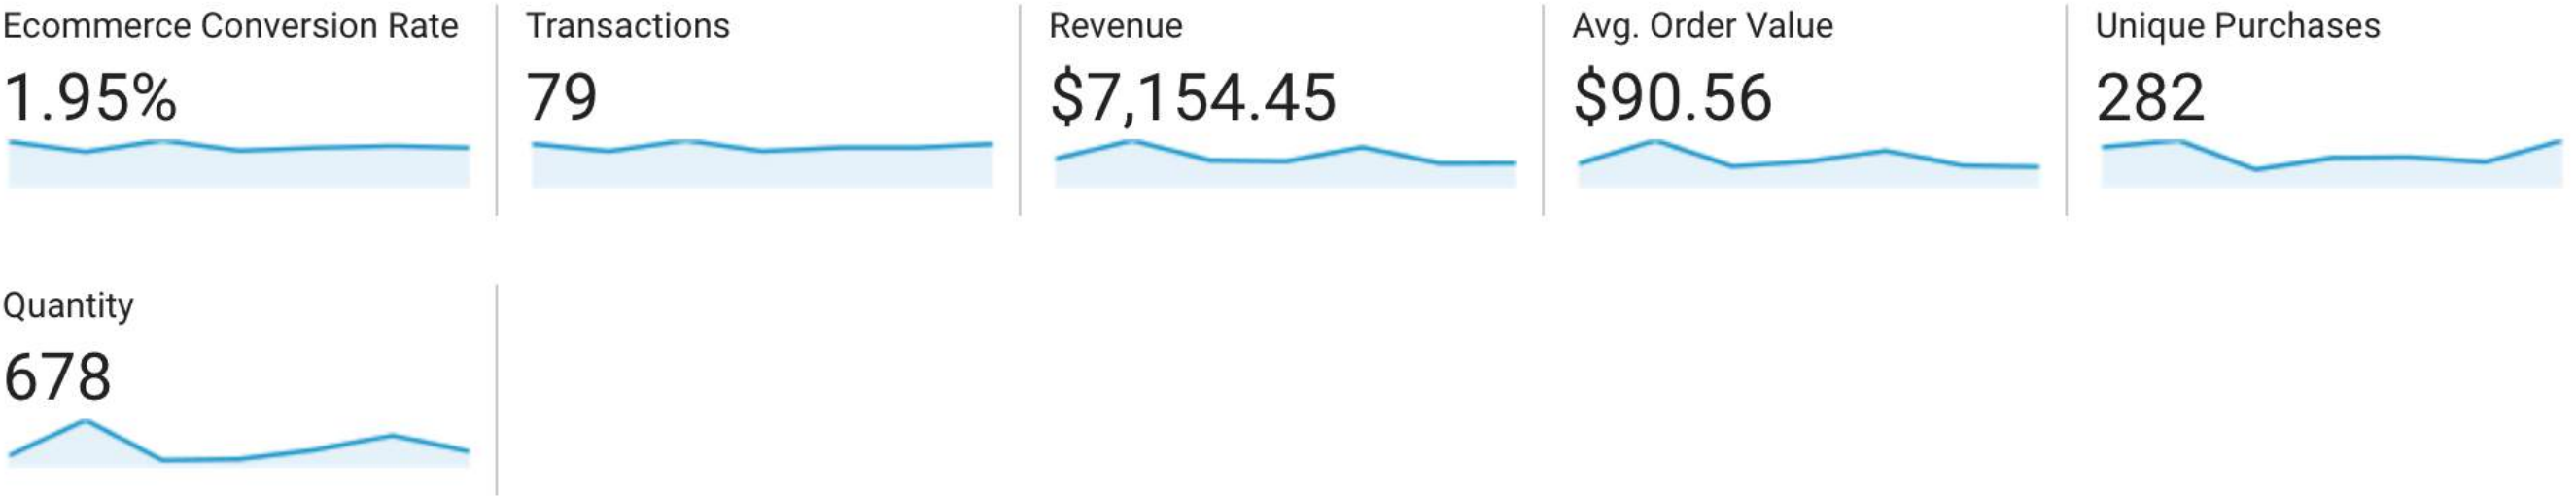 Ecommerce Conversion Rate
1.95%
Transactions
79
Revenue
$7,154.45
Avg. Order Value
$90.56
Unique Purchases
282
Quantity
678